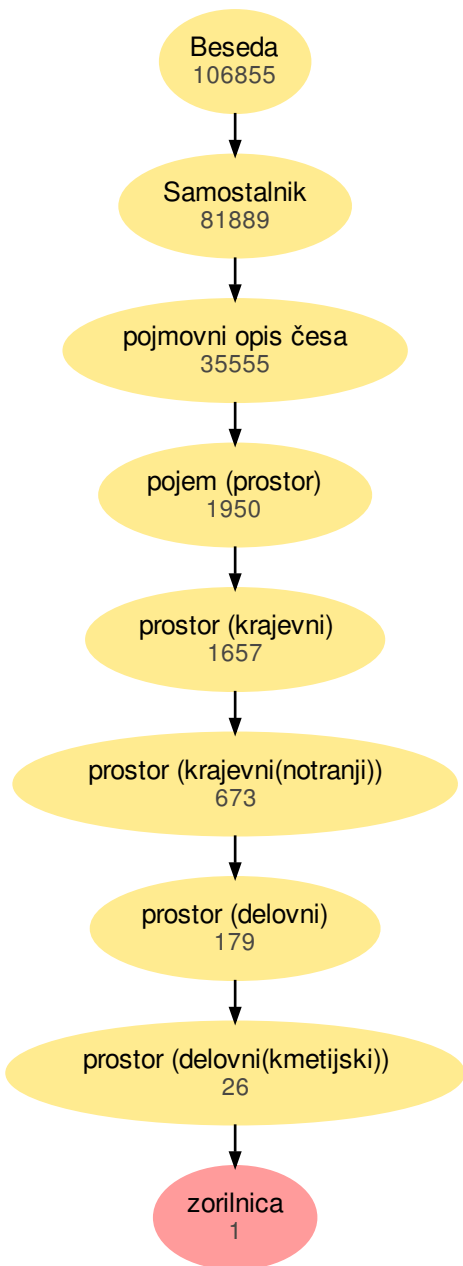 Beseda
106855
Samostalnik
81889
pojmovni opis česa
35555
pojem (prostor)
1950
prostor (krajevni)
1657
prostor (krajevni(notranji))
673
prostor (delovni)
179
prostor (delovni(kmetijski))
26
zorilnica
1